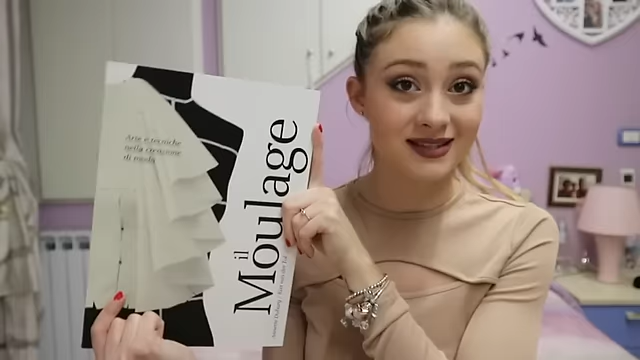 Arte e tecniche
nella creazione
di moda
il
Moulage